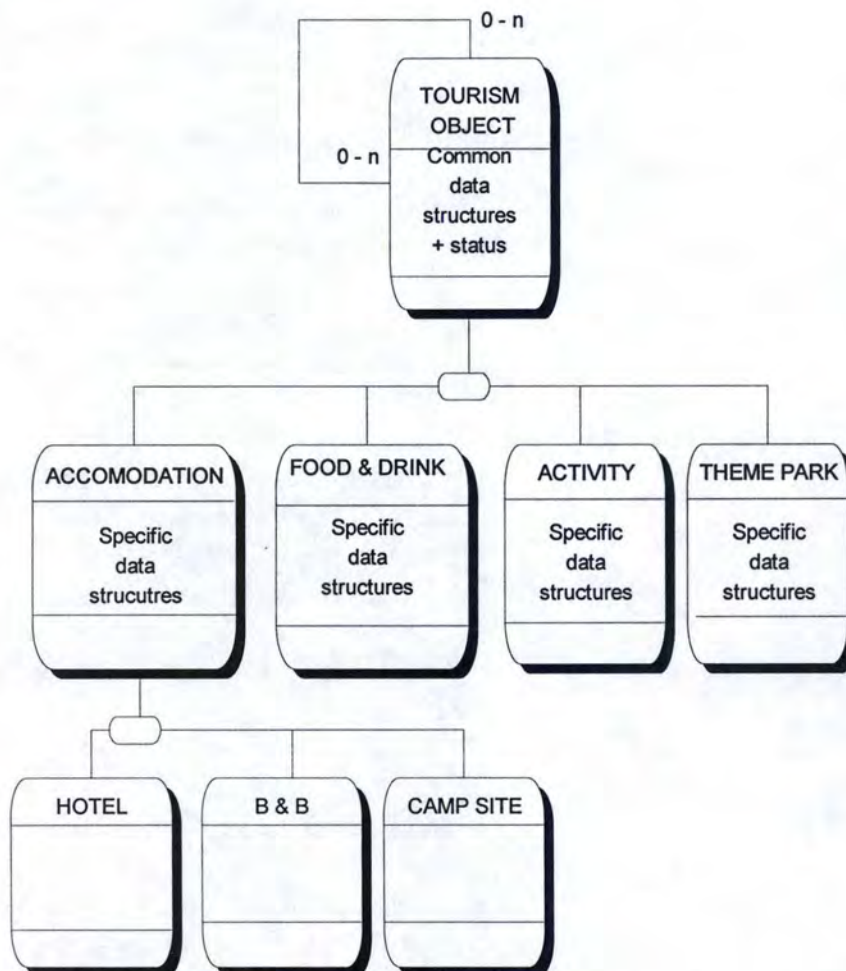 0 - n
TOURISM
OBJECT
0 - n
Common
data
structures
+ status
ACCOMODATION
Specific
data
strucutres
FOOD & DRINK
Specific
data
structures
ACTIVITY
Specific
data
structures
THEME PARK
Specific
data
structures
HOTEL
B & B
CAMP SITE